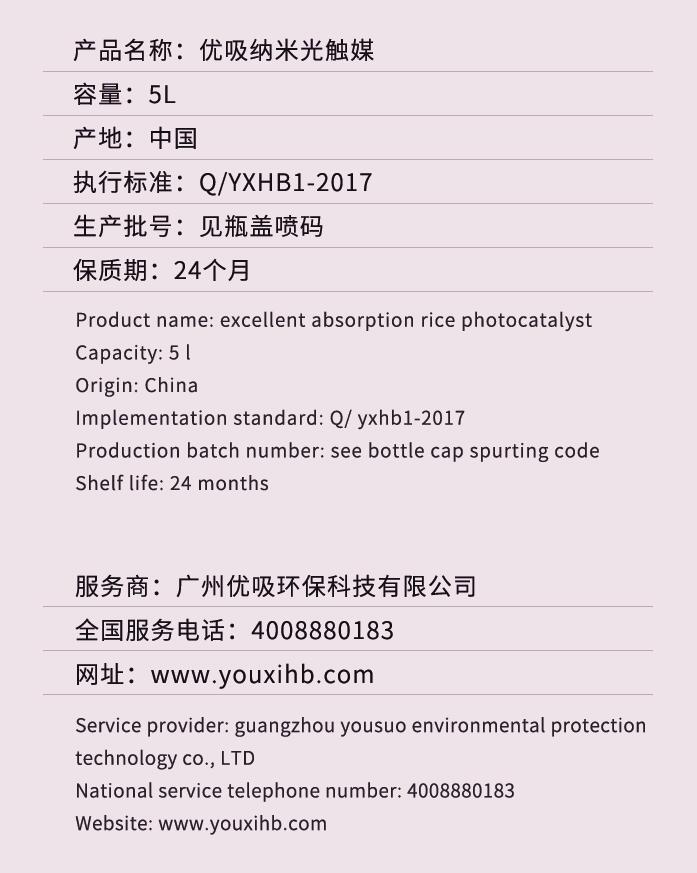 产品名称：优吸纳米光触媒
容量：5L
产地：中国
执行标准：Q/YXHB1-2017
生产批号：见瓶盖喷码
保质期：24个月
Product name: excellent absorption rice photocatalyst
Capacity: 5 l
Origin: China
Implementation standard: Q/ yxhb1-2017
Production batch number: see bottle cap spurting code
Shelf life: 24 months
服务商：广州优吸环保科技有限公司
全国服务电话：4008880183
网址：www.youxihb.com
Service provider: guangzhou yousuo environmental protection
technology co., LTD
National service telephone number: 4008880183
Website: www.youxihb.com